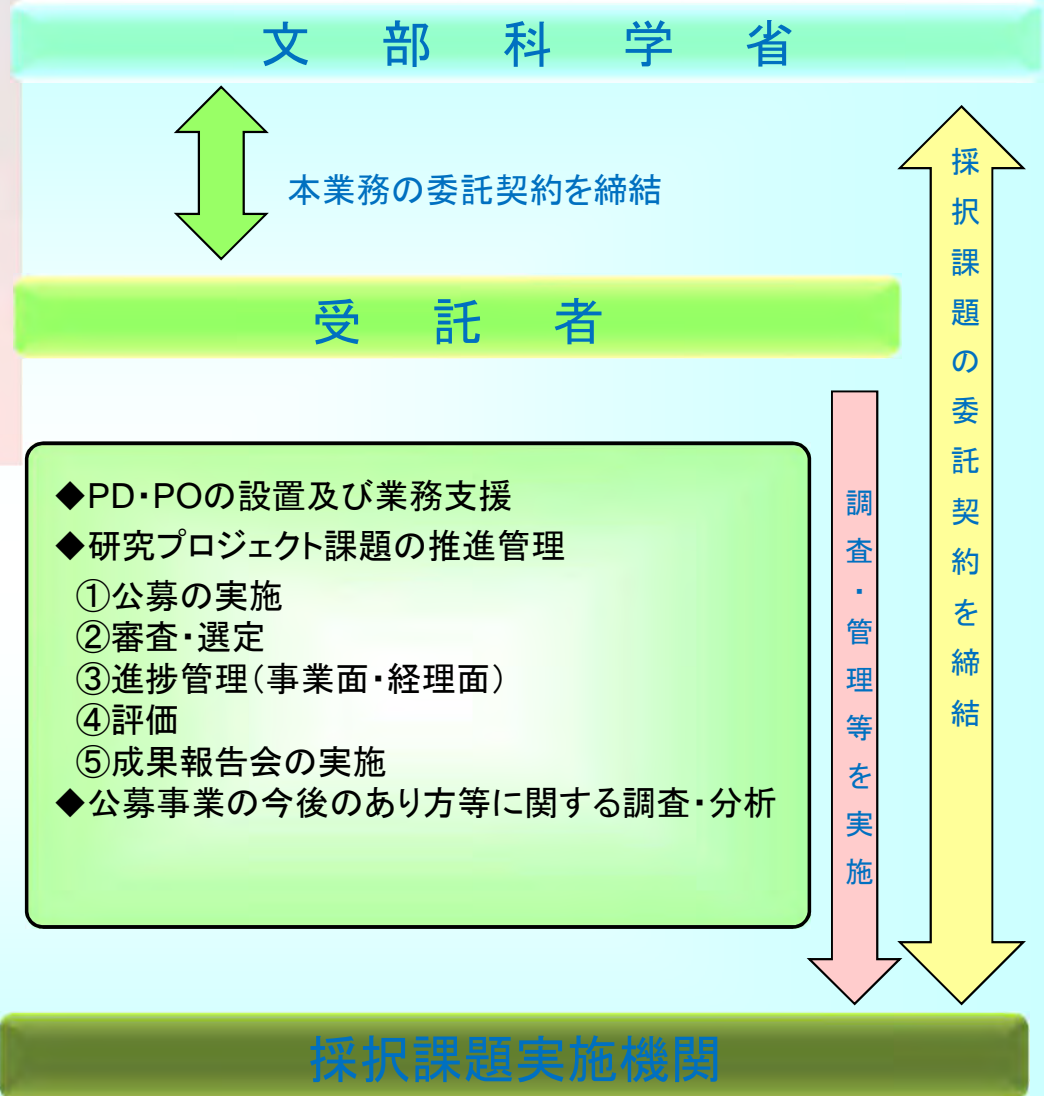 文部科学省
本業務の委託契約を締結
採択課題の委託契約を締結
受託者
◆PD・POの設置及び業務支援
◆研究プロジェクト課題の推進管理
①公募の実施
②審査・選定
③進捗管理（事業面・経理面）
④評価
⑤成果報告会の実施
◆公募事業の今後のあり方等に関する調査・分析
調査・管理等を実施
採択課題実施機関